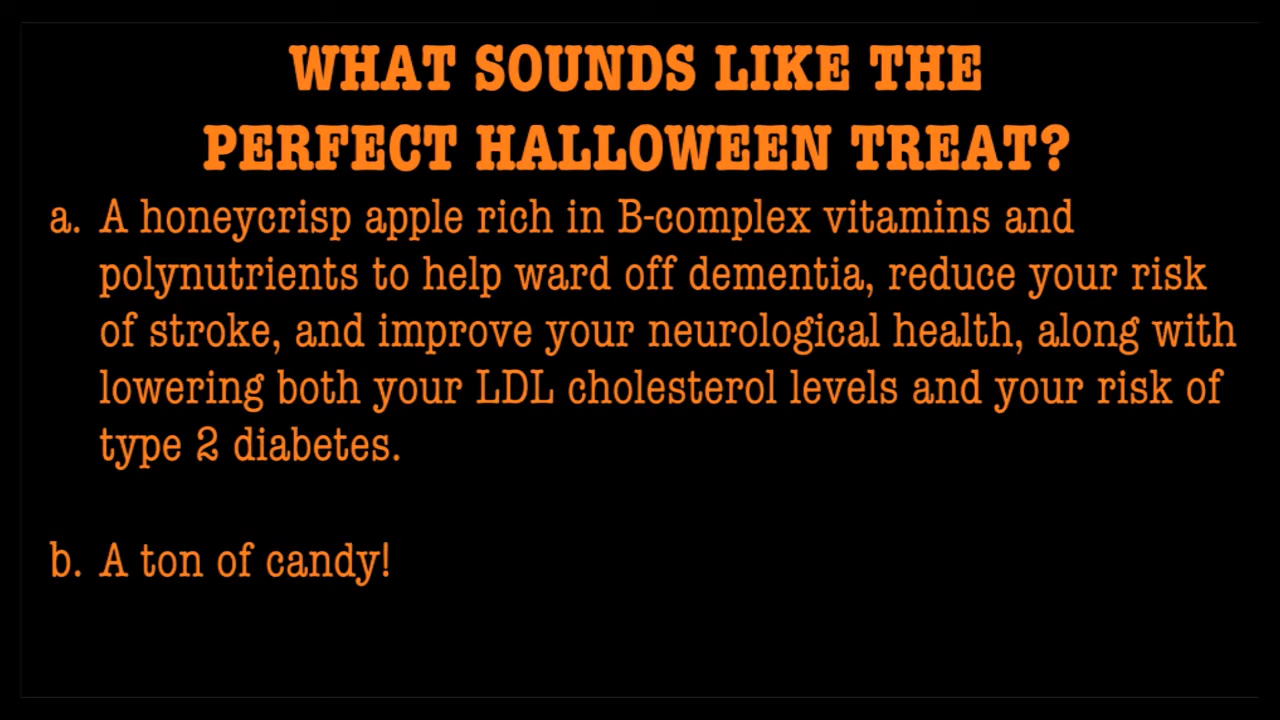 WHAT SOUNDS LIKE THE
PERFECT HALLOWEEN TREAT?
a. A honeycrisp apple rich in B-complex vitamins and
polynutrients to help ward off dementia, reduce your risk
of stroke, and improve your neurological health, along with
lowering both your LDL cholesterol levels and your risk of
type 2 diabetes.
b. A ton of candy!